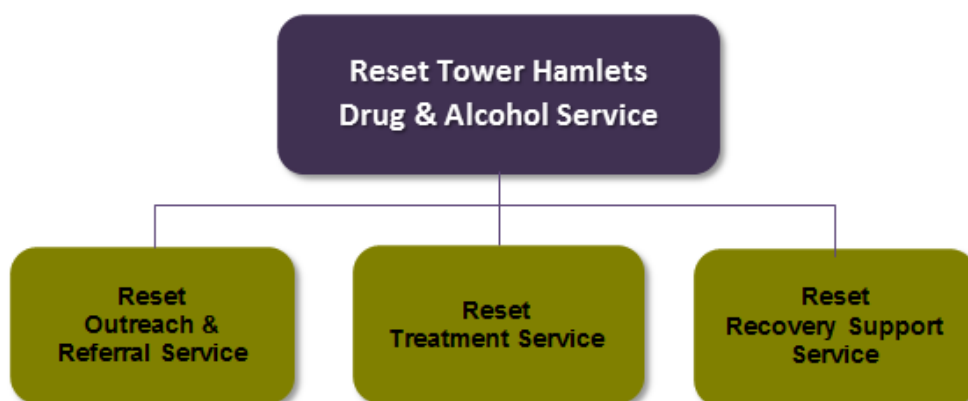 Reset Tower Hamlets
Drug & Alcohol Service
Reset
Outreach &
Referral Service
Reset
Treatment Service
Reset
Recovery Support
Service